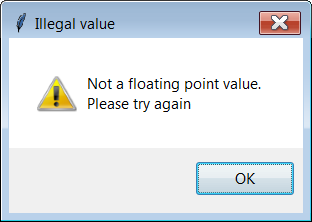 Illegal value
Not a floating point value.
Please try again
OK